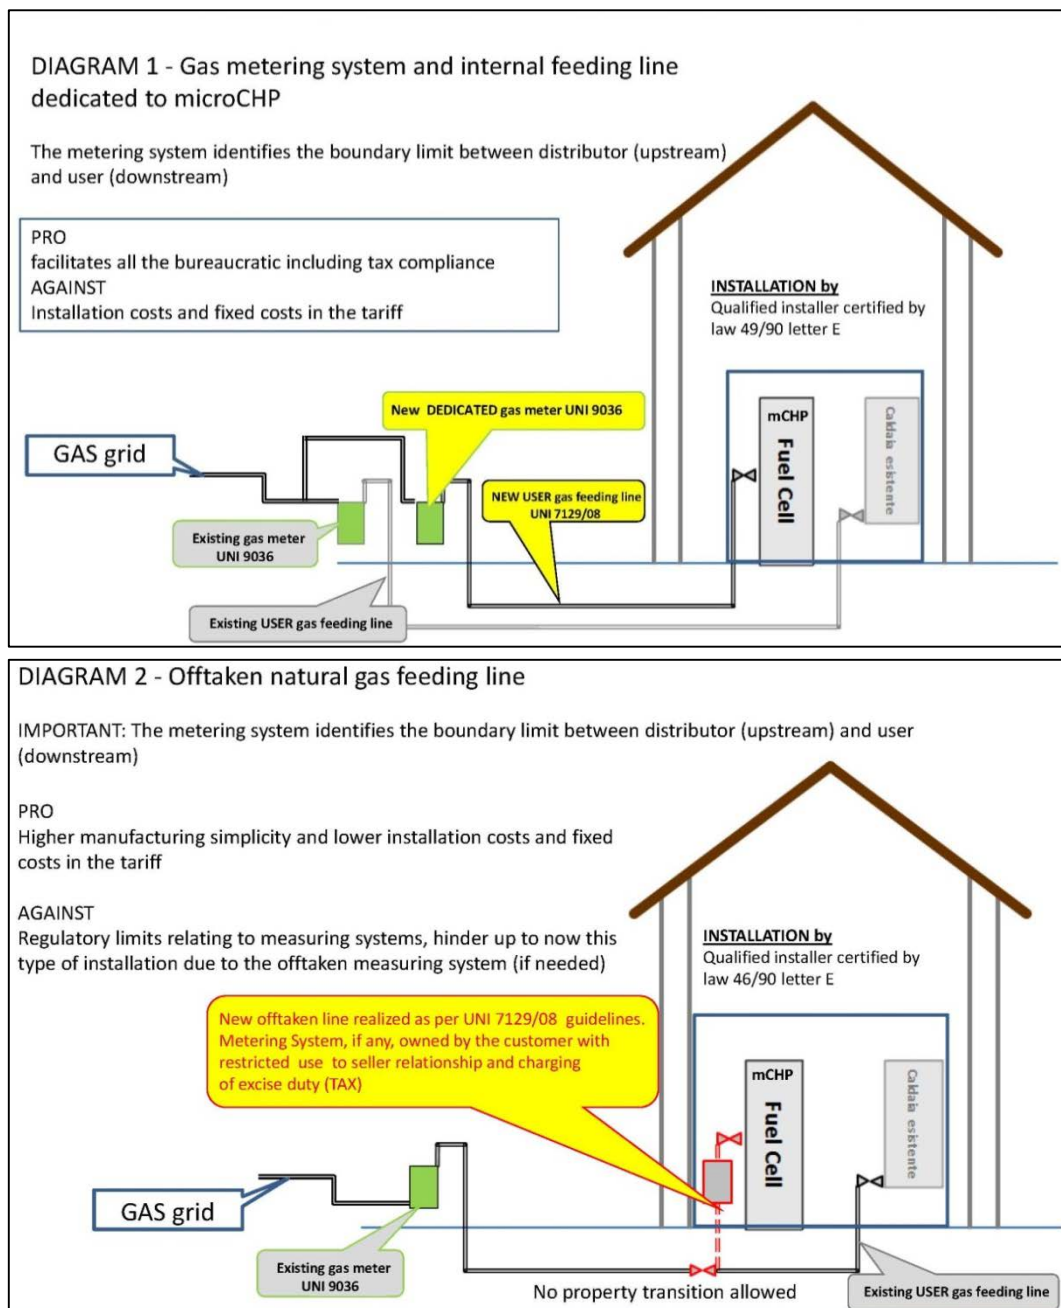 DIAGRAM 1 - Gas metering system and internal feeding line
dedicated to microCHP
The metering system identifies the boundary limit between distributor (upstream)
and user (downstream)
PRO
facilitates all the bureaucratic including tax compliance
AGAINST
Installation costs and fixed costs in the tariff
INSTALLATION by
Qualified installer certified by
law 49/90 letter E
New DEDICATED gas meter UNI 9036
mCHP
Fuel Cell
Caldaia esistente
GAS grid
NEW USER gas feeding line
UNI 7129/08
Existing gas meter
UNI 9036
Existing USER gas feeding line
DIAGRAM 2 - Offtaken natural gas feeding line
IMPORTANT: The metering system identifies the boundary limit between distributor (upstream) and user
(downstream)
PRO
Higher manufacturing simplicity and lower installation costs and fixed
costs in the tariff
AGAINST
Regulatory limits relating to measuring systems, hinder up to now this
type of installation due to the offtaken measuring system (if needed)
INSTALLATION by
Qualified installer certified by
law 46/90 letter E
New offtaken line realized as per UNI 7129/08 guidelines.
Metering System, if any, owned by the customer with
restricted use to seller relationship and charging
of excise duty (TAX)
mCHP
Fuel Cell
Caldaia esistente
GAS grid
Existing gas meter
UNI 9036
No property transition allowed
Existing USER gas feeding line